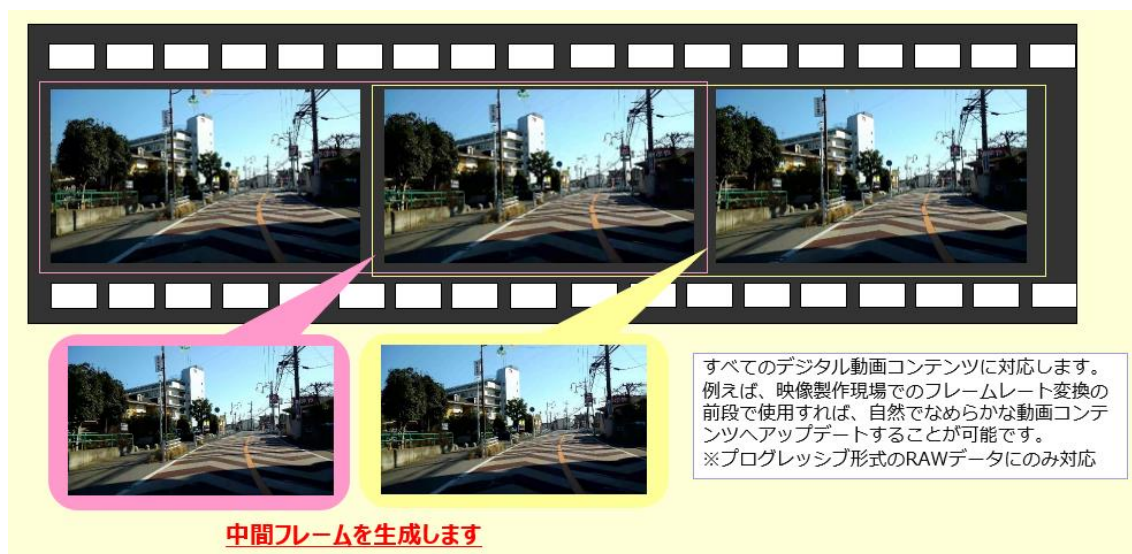 すべてのデジタル動画コンテンツに対応します。
例えば、映像製作現場でのフレームレート変換の
前段で使用すれば、自然でなめらかな動画コンテ
ンツへアップデートすることが可能です。
※プログレッシブ形式のRAWデータにのみ対応
中間フレームを生成します